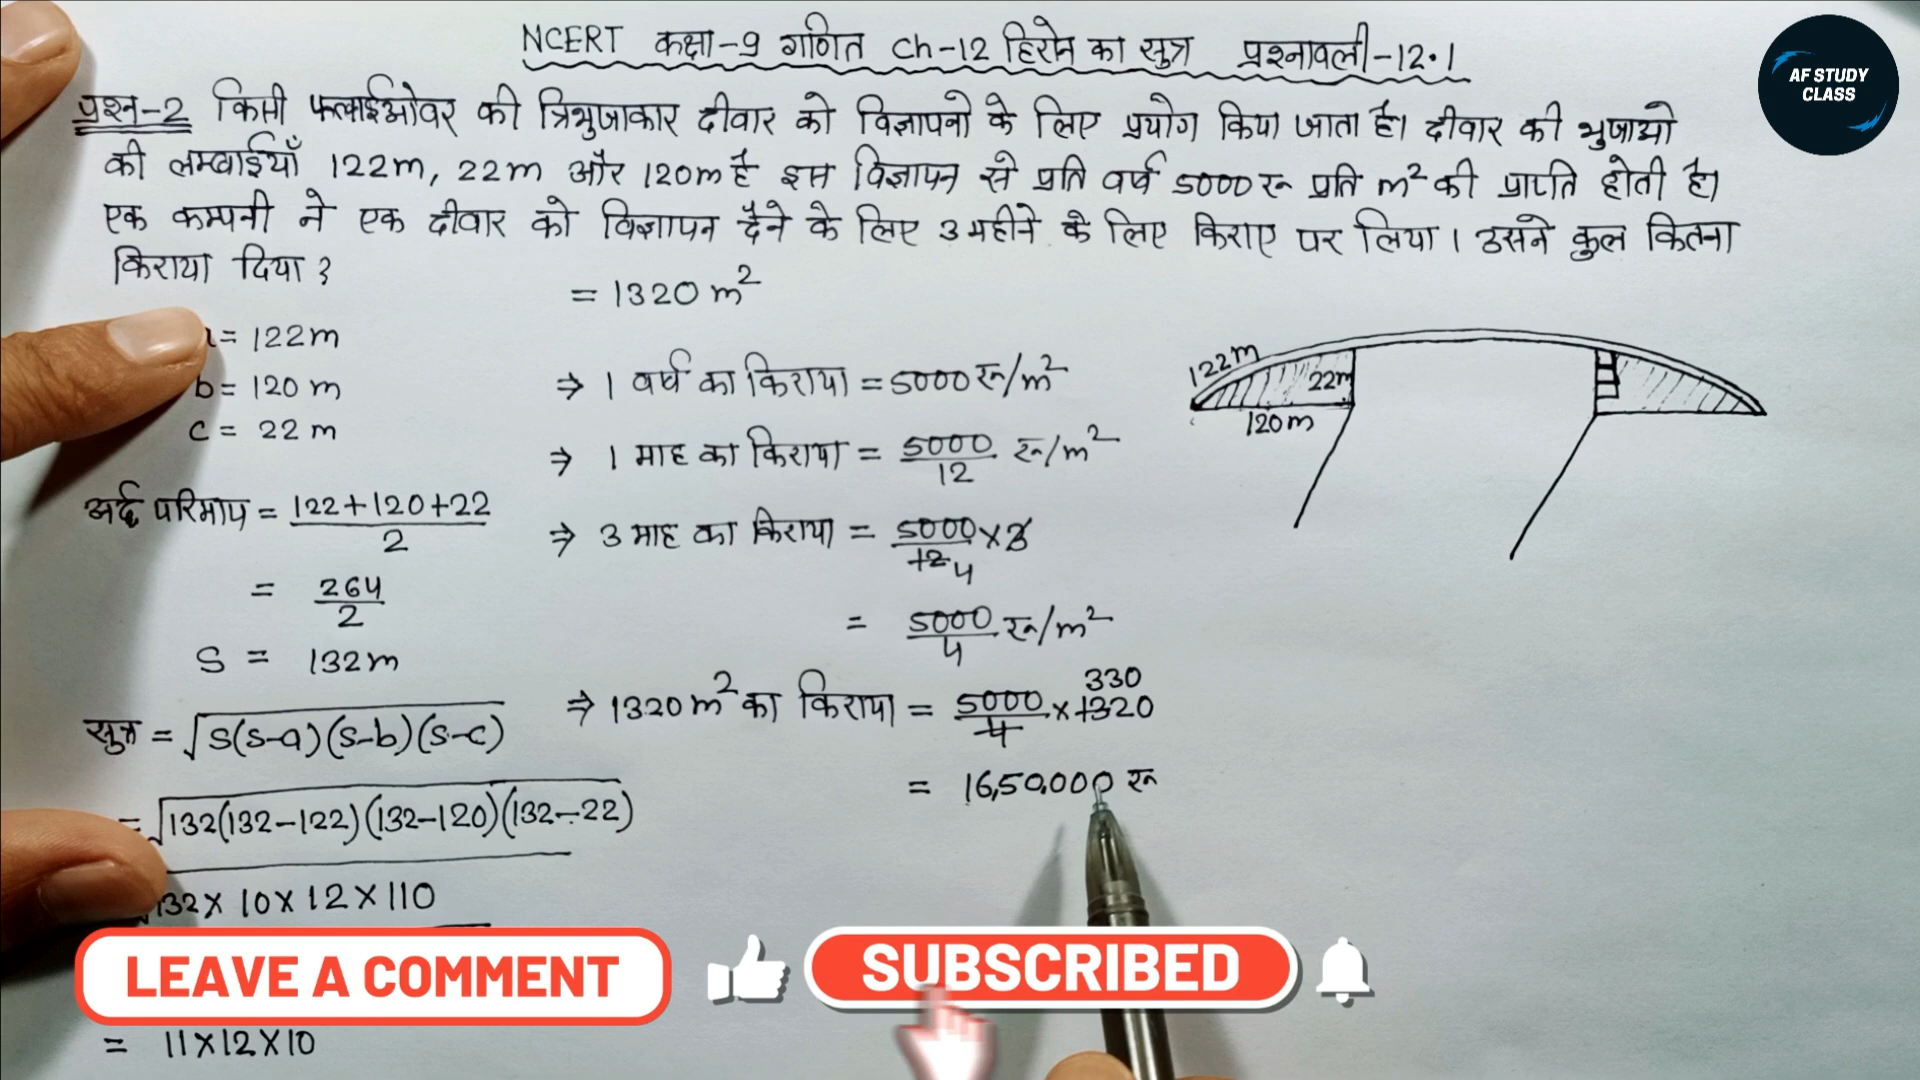 NCERT कक्षा-9 गणित Ch-12 हिरोन का सुत्र प्रश्नावली-12.1
AF STUDY
CLASS
प्रश्न-2 किसी फ्लाईओवर की त्रिभुजाकार दीवार को विज्ञापनो के लिए प्रयोग किया जाता है। दीवार की भुजाओ
की लम्बाईयाँ 122m, 22m और 120m है इस विज्ञापन से प्रति वर्ष 5000 रू प्रति m² की प्राप्ति होती है।
एक कम्पनी ने एक दीवार को विज्ञापन देने के लिए 3 महीने के लिए किराए पर लिया। उसने कुल कितना
किराया दिया ?
= 122m
b = 120 m
c = 22 m
अर्द्ध परिमाप = 122+120+22/2
= 264/2
S = 132m
सुत्र = √S(s-a)(s-b)(s-c)
= √132(132-122)(132-120)(132-22)
132 x 10 x 12 x 110
= 11 x 12 x 10
= 1320 m²
⇒ 1 वर्ष का किराया = 5000 रू/m²
⇒ 1 माह का किराया = 5000/12 रू/m²
⇒ 3 माह का किराया = 5000/12 x 3
4
= 5000/4 रू/m²
330
⇒ 1320 m² का किराया = 5000/4 x 1320
= 16,50,000 रू
122m
22m
120m
LEAVE A COMMENT
SUBSCRIBED